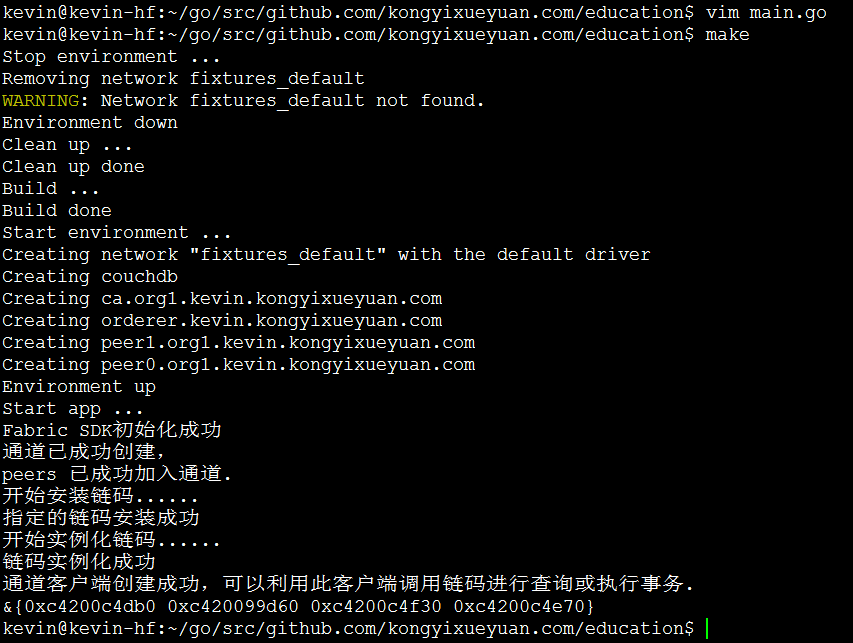 kevin@kevin-hf:~/go/src/github.com/kongyixueyuan.com/education$ vim main.go
kevin@kevin-hf:~/go/src/github.com/kongyixueyuan.com/education$ make
Stop environment ...
Removing network fixtures_default
WARNING: Network fixtures_default not found.
Environment down
Clean up ...
Clean up done
Build ...
Build done
Start environment ...
Creating network "fixtures_default" with the default driver
Creating couchdb
Creating ca.org1.kevin.kongyixueyuan.com
Creating orderer.kevin.kongyixueyuan.com
Creating peer1.org1.kevin.kongyixueyuan.com
Creating peer0.org1.kevin.kongyixueyuan.com
Environment up
Start app ...
Fabric SDK初始化成功
通道已成功创建，
peers 已成功加入通道.
开始安装链码......
指定的链码安装成功
开始实例化链码......
链码实例化成功
通道客户端创建成功，可以利用此客户端调用链码进行查询或执行事务.
&{0xc4200c4db0 0xc420099d60 0xc4200c4f30 0xc4200c4e70}
kevin@kevin-hf:~/go/src/github.com/kongyixueyuan.com/education$